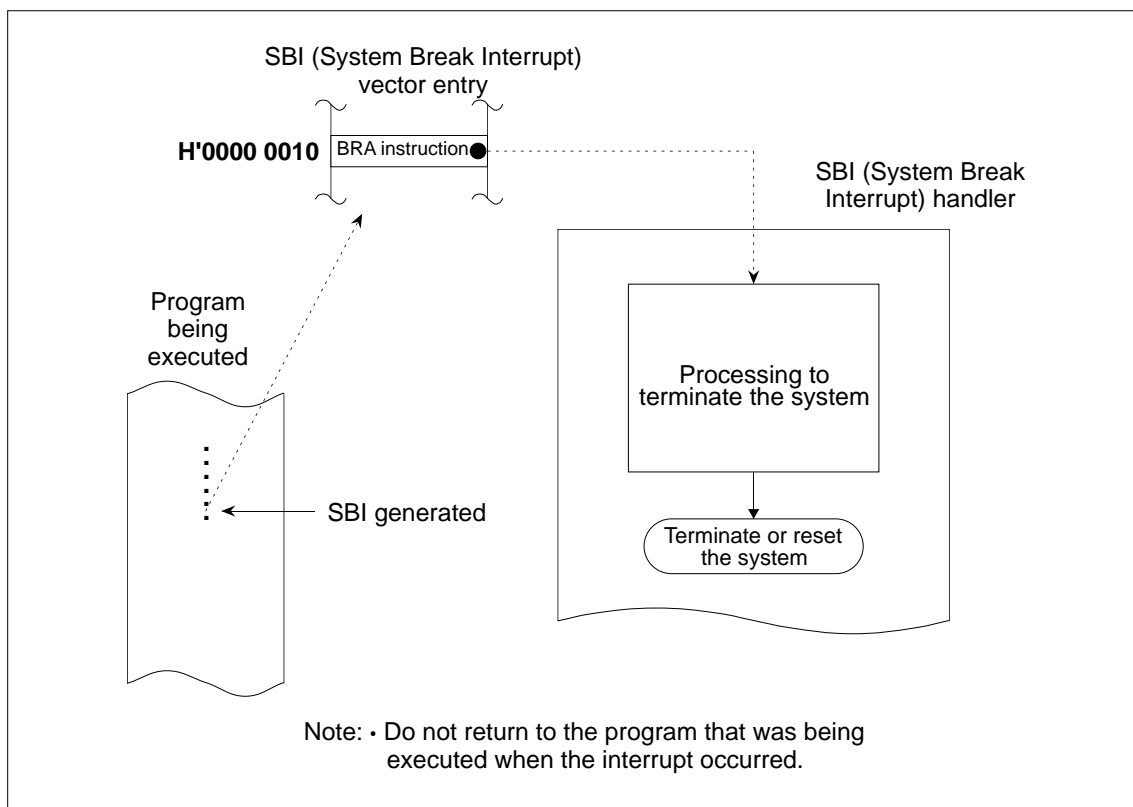 SBI (System Break Interrupt)
vector entry
H'0000 0010
BRA instruction
SBI (System Break
Interrupt) handler
Program
being
executed
Processing to
terminate the system
SBI generated
Terminate or reset
the system
Note: • Do not return to the program that was being
executed when the interrupt occurred.